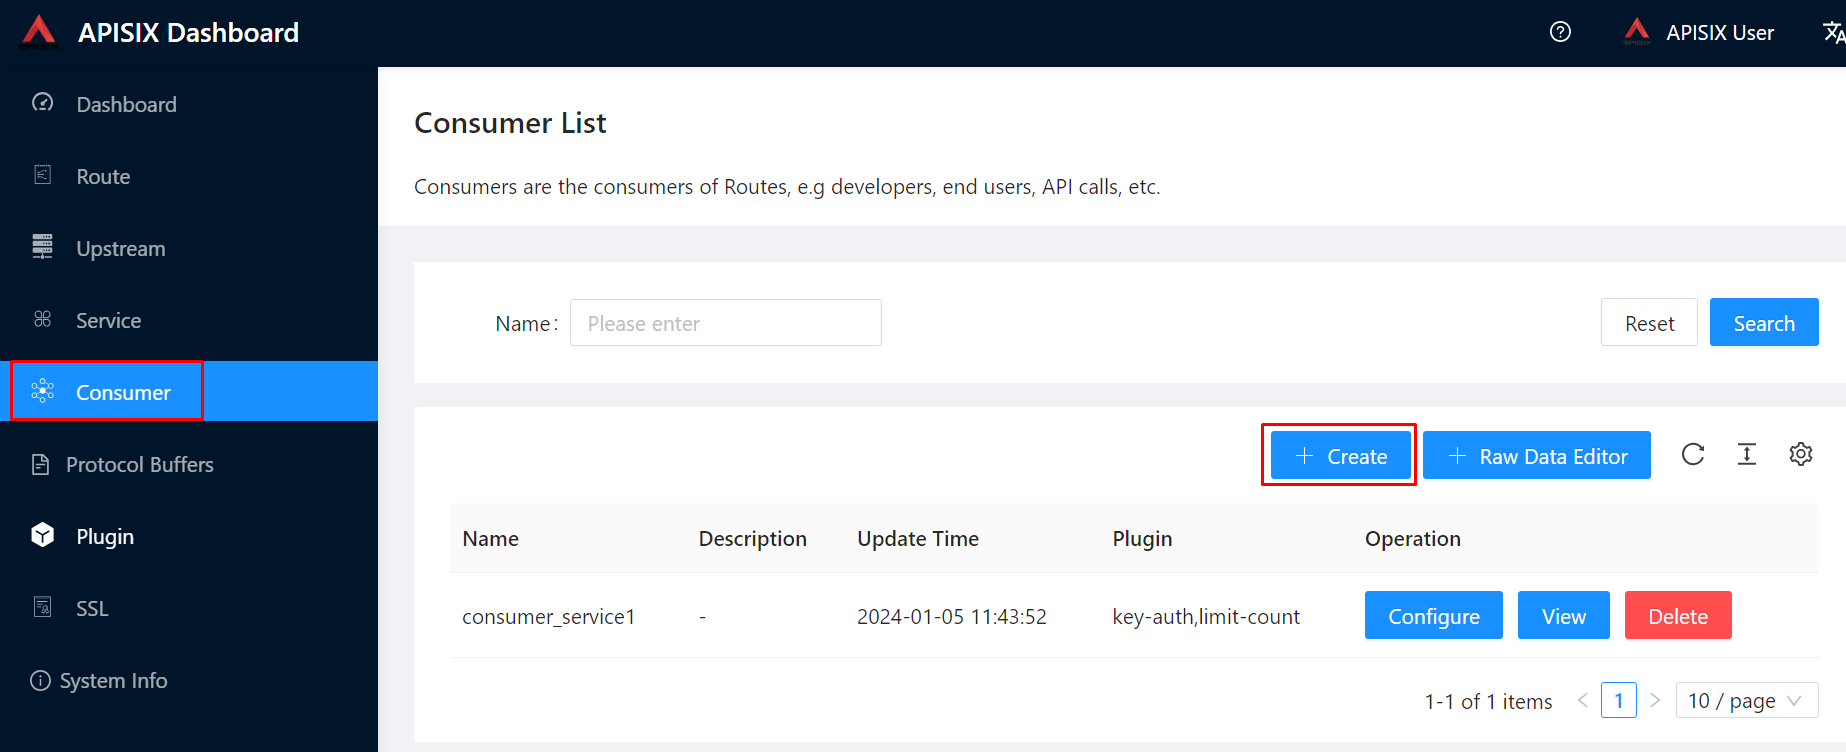 APISIX Dashboard
APISIX User
Dashboard
Route
Upstream
Service
Consumer
Protocol Buffers
Plugin
SSL
System Info
Consumer List
Consumers are the consumers of Routes, e.g developers, end users, API calls, etc.
Name: Please enter Reset Search
Create Raw Data Editor
Name Description Update Time Plugin Operation
consumer_service1 - 2024-01-05 11:43:52 key-auth,limit-count Configure View Delete
1-1 of 1 items < 1 > 10 / page